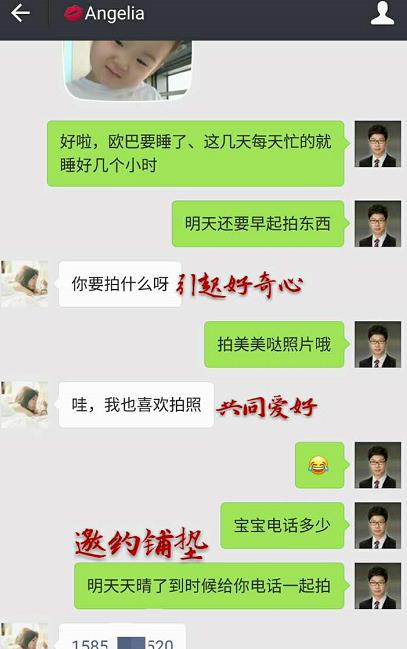 Angelia
好啦，欧巴要睡了、这几天每天忙的就
睡好几个小时
明天还要早起拍东西
你要拍什么呀
引起好奇心
拍美美哒照片哦
哇，我也喜欢拍照
共同爱好
宝宝电话多少
邀约铺垫
明天天晴了到时候给你电话一起拍
1585 520